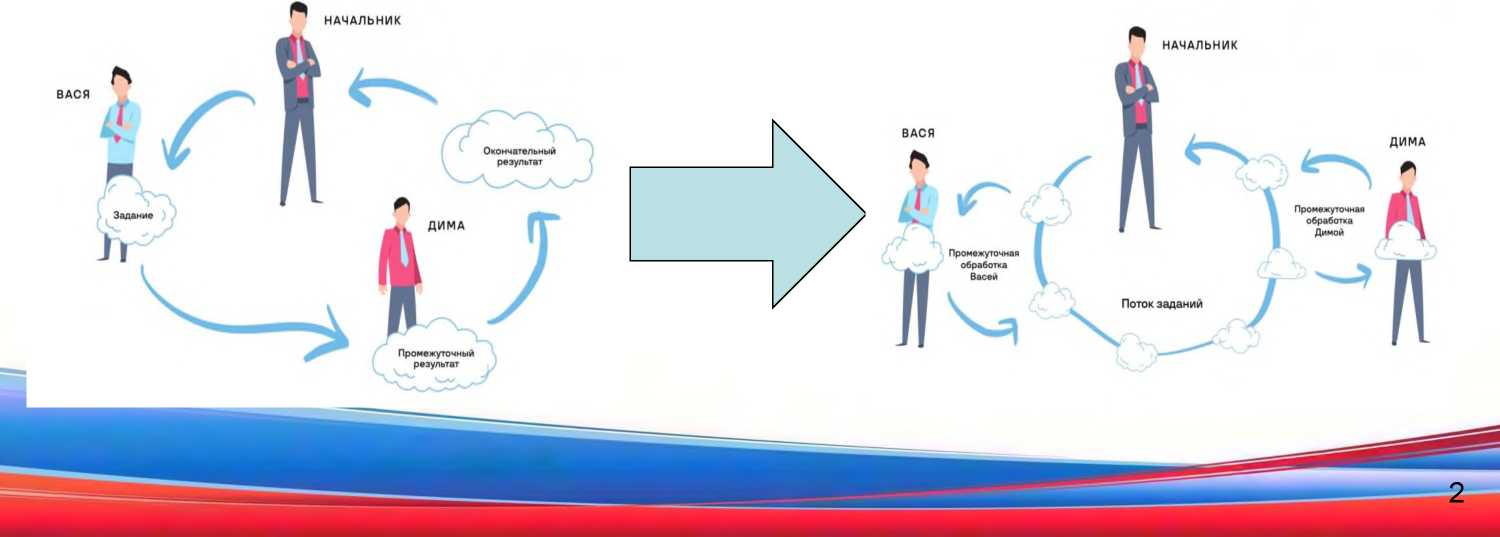 НАЧАЛЬНИК
ВАСЯ
Задание
Окончательный
результат
ДИМА
Промежуточный
результат
НАЧАЛЬНИК
ВАСЯ
ДИМА
Промежуточная
обработка
Димой
Промежуточная
обработка
Васей
Поток заданий
2